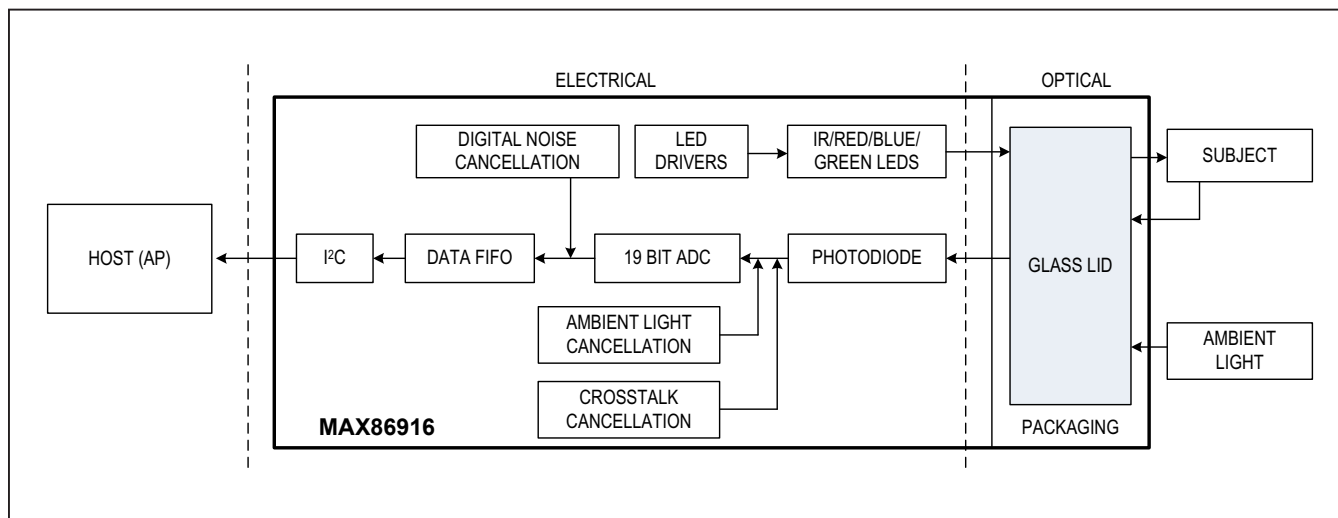 ELECTRICAL
OPTICAL
DIGITAL NOISE
CANCELLATION
LED
DRIVERS
IR/RED/BLUE/
GREEN LEDS
SUBJECT
HOST (AP)
I²C
DATA FIFO
19 BIT ADC
PHOTODIODE
GLASS LID
AMBIENT LIGHT
CANCELLATION
AMBIENT
LIGHT
CROSSTALK
CANCELLATION
MAX86916
PACKAGING